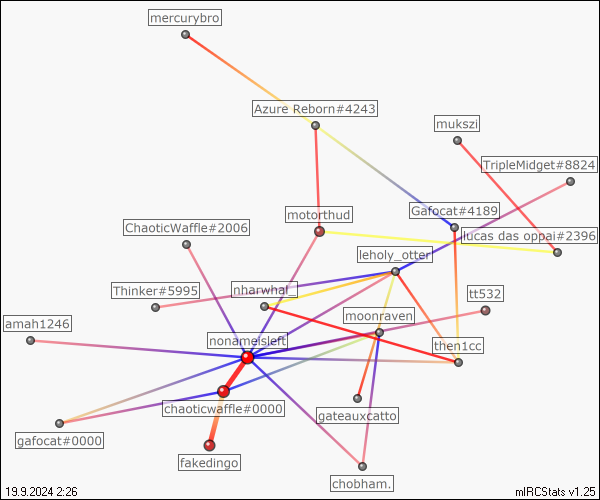 mercurybro
Azure Reborn#4243
mukszi
TripleMidget#8824
motorthud
Gafocat#4189
ChaoticWaffle#2006
lucas das oppai#2396
leholy_otter
Thinker#5995
nharwhal_
tt532
amah1246
moonraven
nonameisleft
then1cc
chaoticwaffle#0000
gateauxcatto
gafocat#0000
fakedingo
chobham.
19.9.2024 2:26
mIRCStats v1.25